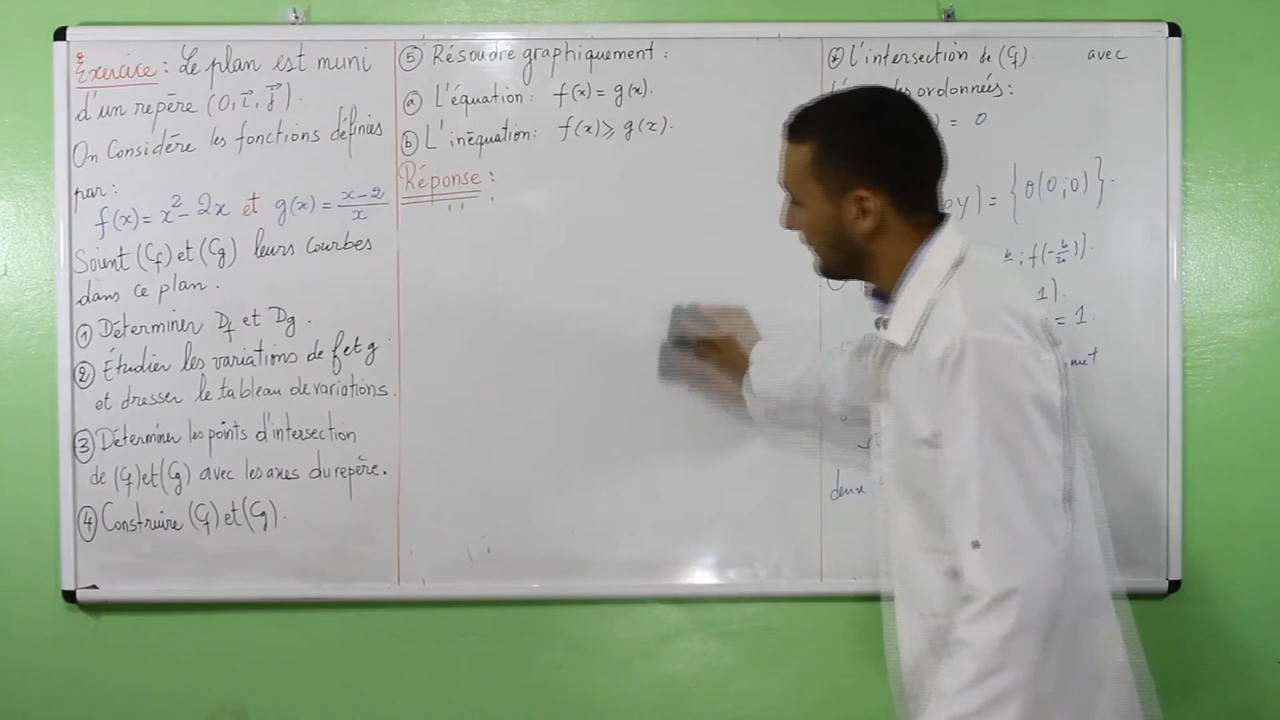 Exercice : Le plan est muni
d'un repère (O, i⃗, j⃗).
On Considère les fonctions définies
par :
f(x) = x² - 2x et g(x) = (x-2)/x
Soient (Cf) et (Cg) leurs courbes
dans ce plan.
① Déterminer Df et Dg.
② Étudier les variations de f et g
et dresser le tableau de variations.
③ Déterminer les points d'intersection
de (Cf) et (Cg) avec les axes du repère.
④ Construire (Cf) et (Cg).
⑤ Résoudre graphiquement :
ⓐ L'équation : f(x) = g(x).
ⓑ L'inéquation : f(x) ⩾ g(x).
Réponse :
L'intersection de (Cf) avec
ordonnées :
) = 0
) = {O(0;0)}.
; f(-b/2a)).
1).
= 1.
deux